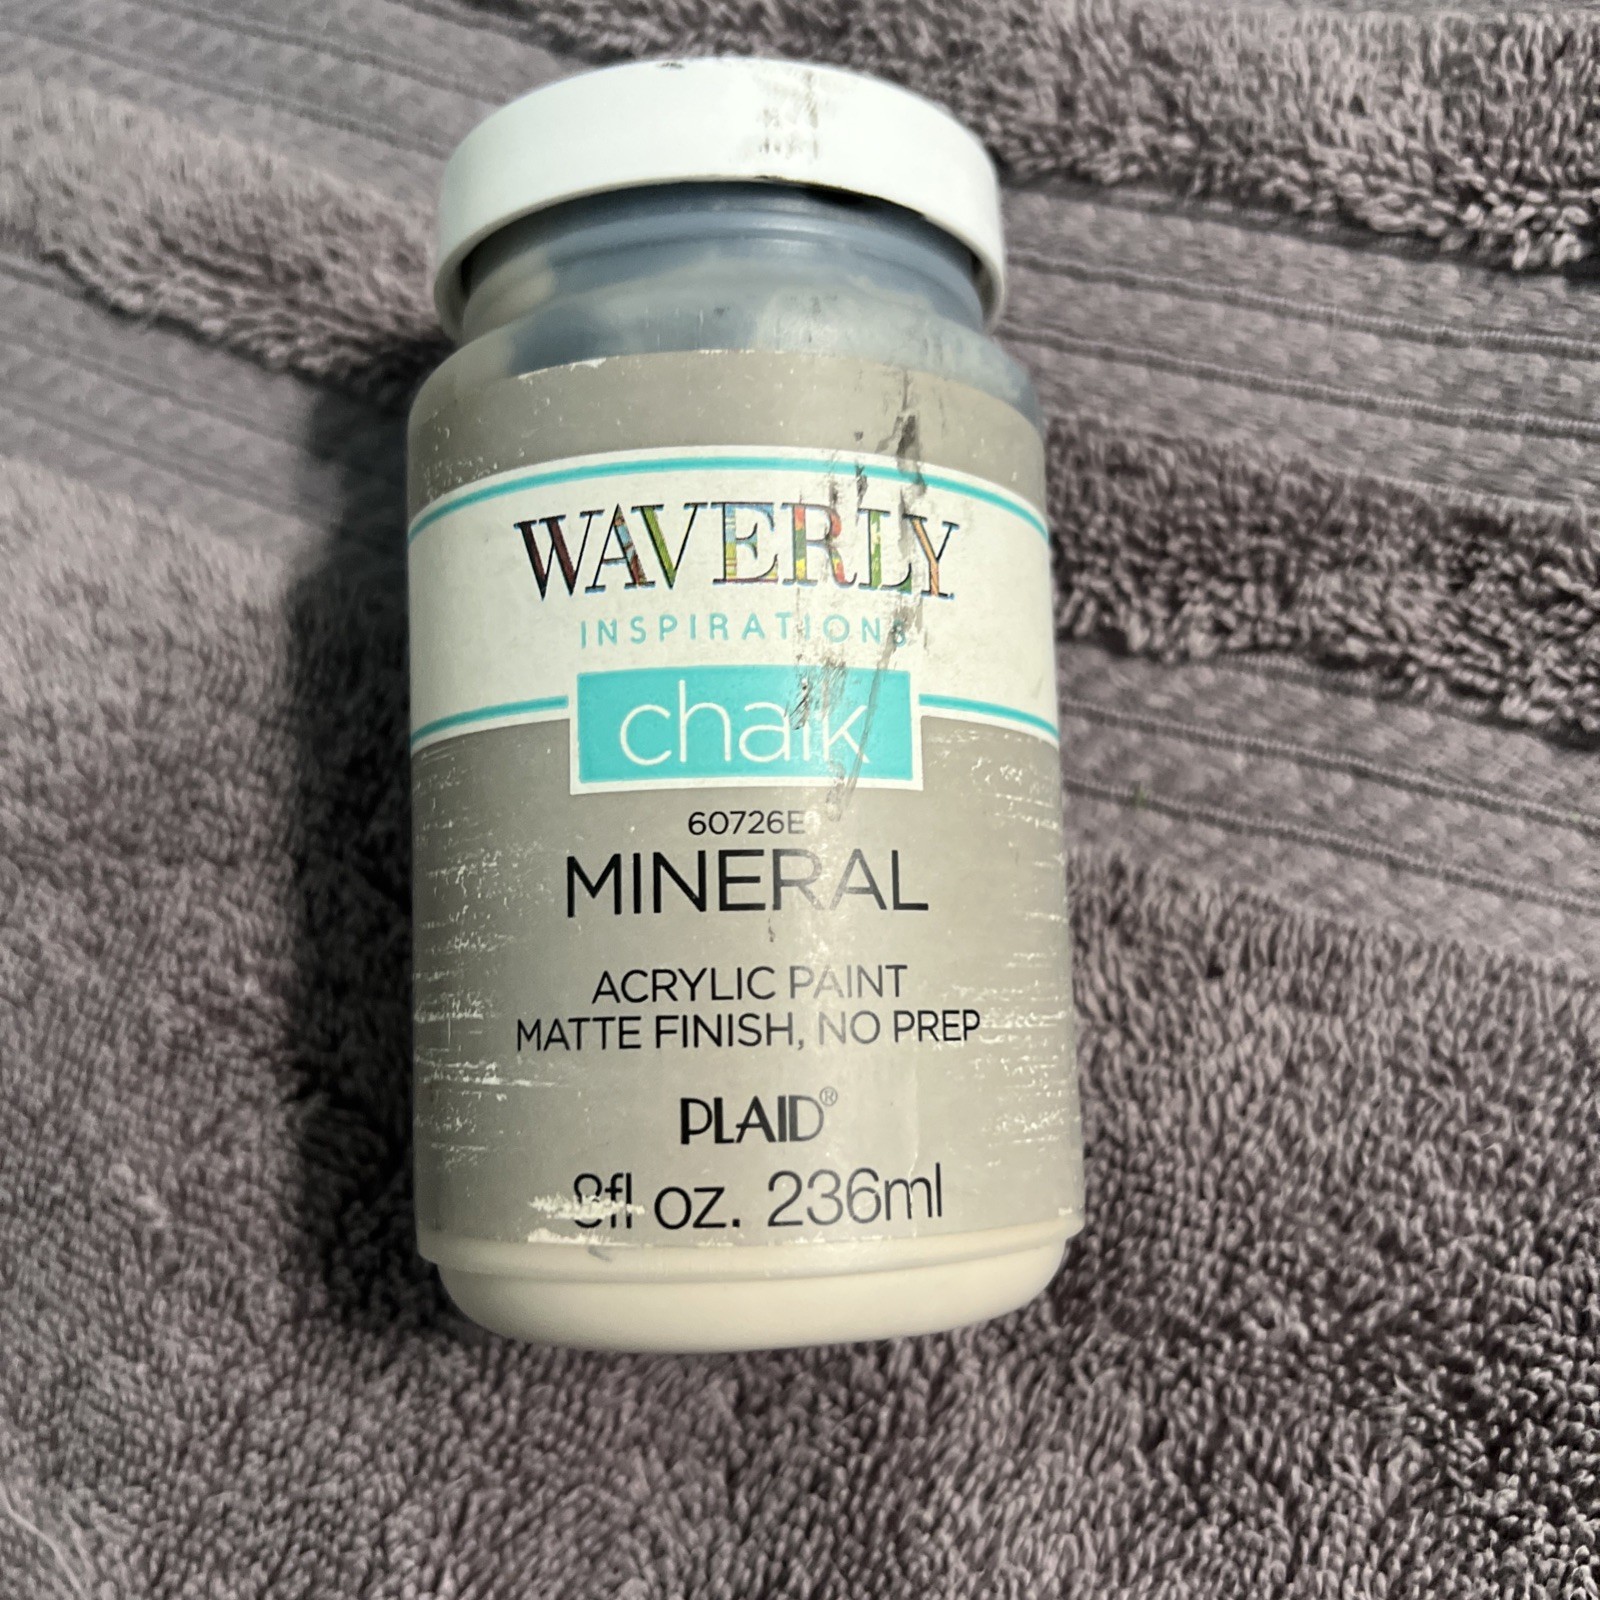 WAVERLY
INSPIRATIONS
chalk
60726E
MINERAL
ACRYLIC PAINT
MATTE FINISH, NO PREP
PLAID®
8fl oz. 236ml